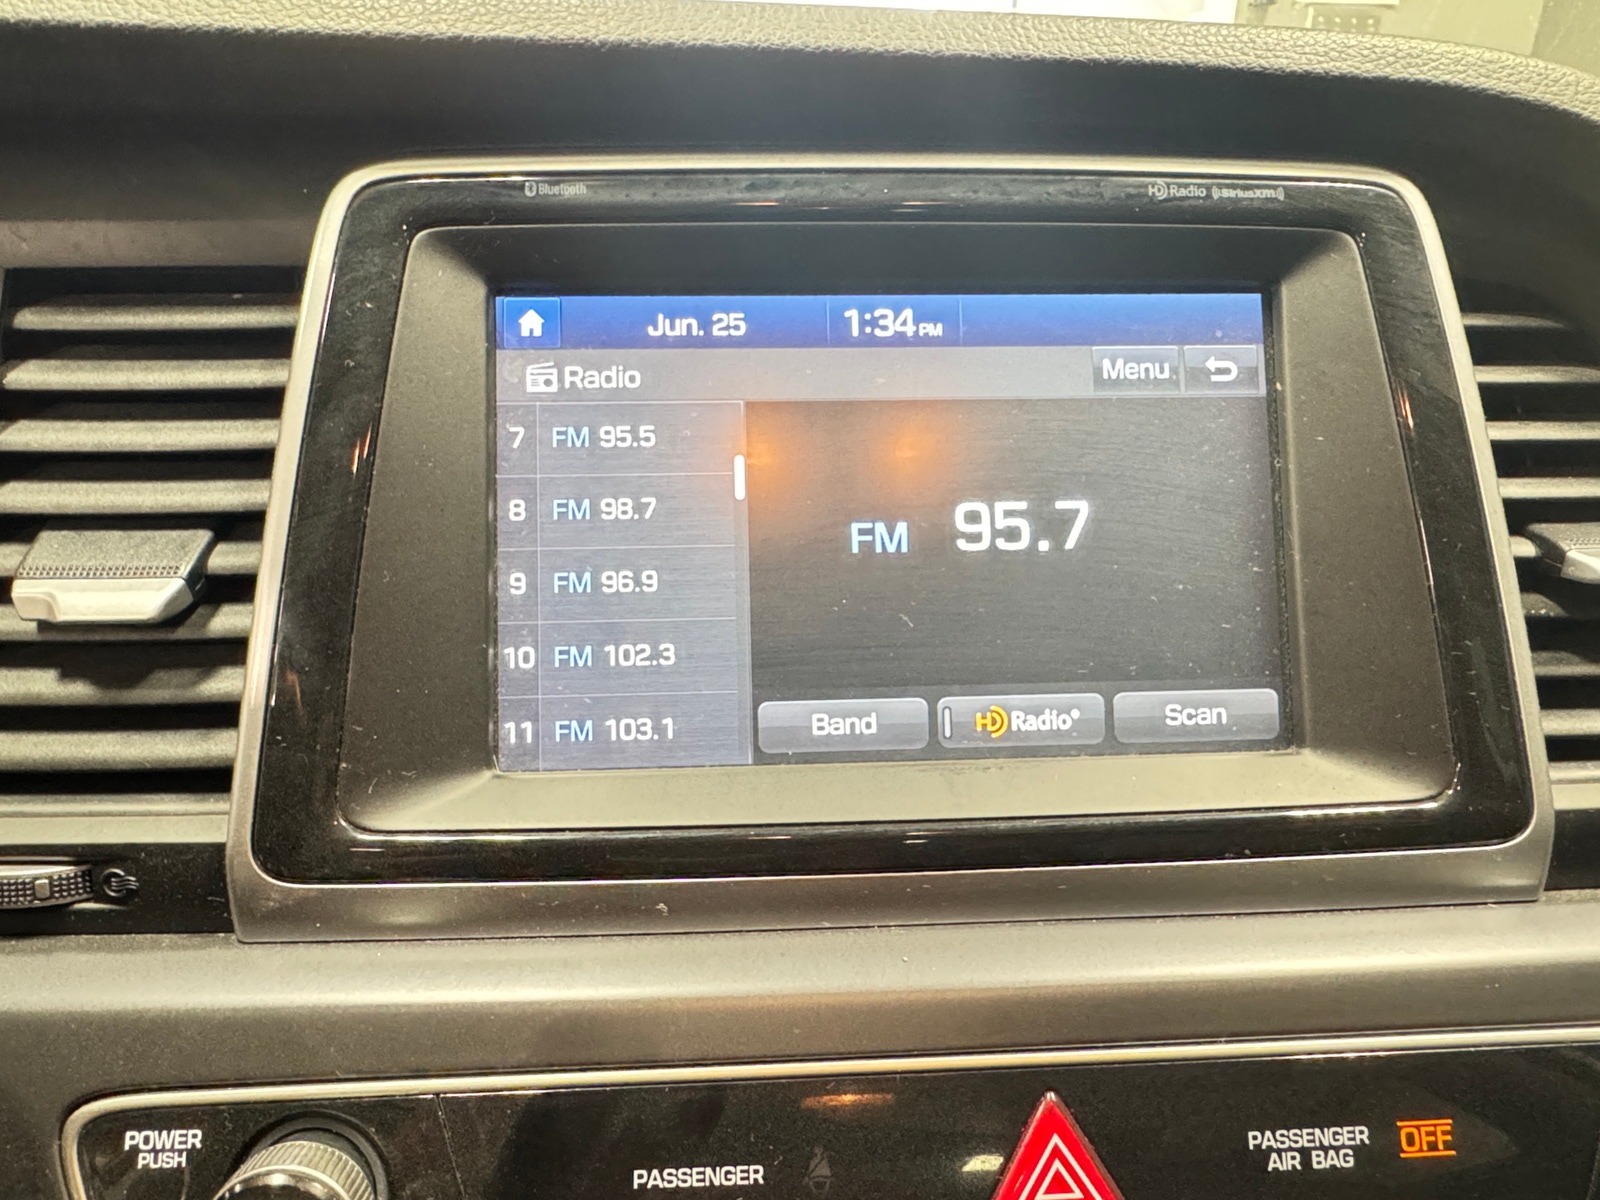 Bluetooth
HD Radio ((SiriusXM))
Jun. 25 1:34 PM
Radio Menu
7 FM 95.5
8 FM 98.7
9 FM 96.9
10 FM 102.3
11 FM 103.1
FM 95.7
Band HD Radio® Scan
POWER
PUSH
PASSENGER
PASSENGER
AIR BAG OFF